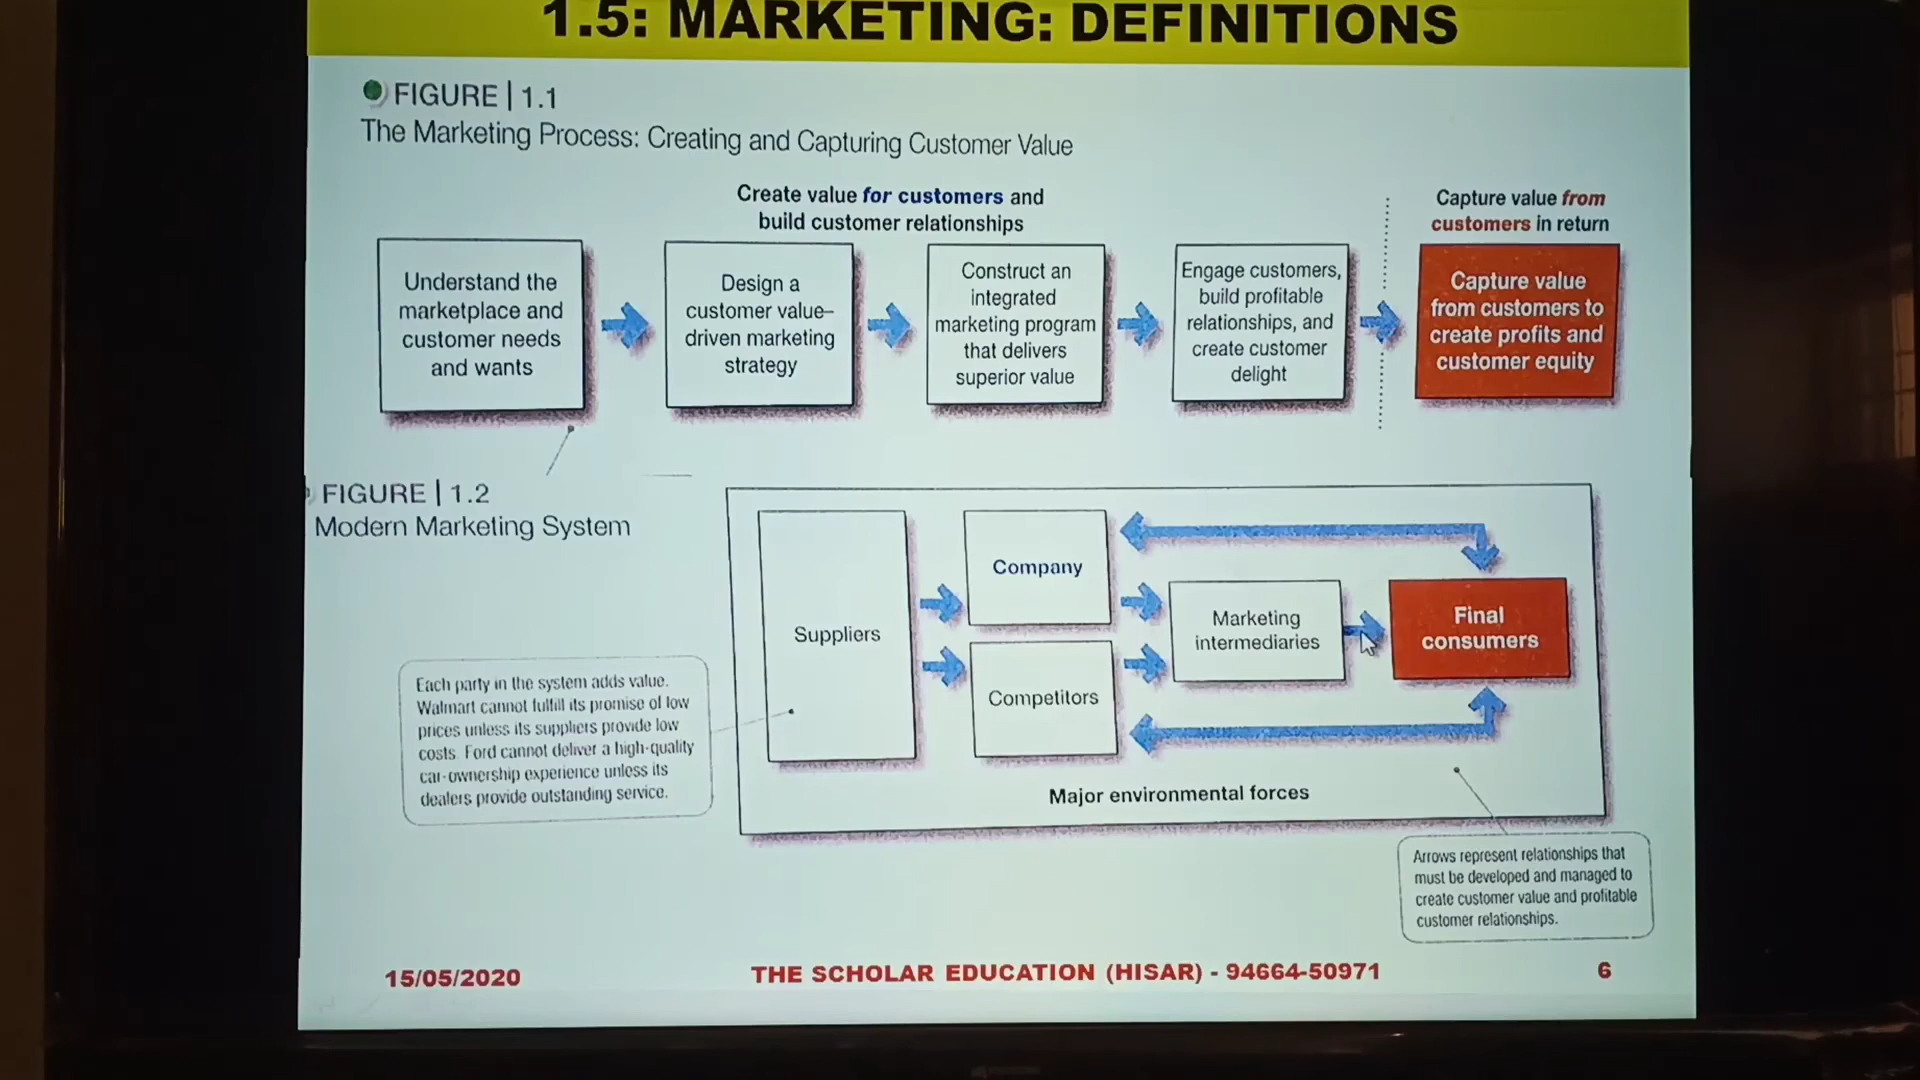 1.5: MARKETING: DEFINITIONS
FIGURE | 1.1
The Marketing Process: Creating and Capturing Customer Value
Create value for customers and
build customer relationships
Capture value from
customers in return
Understand the
marketplace and
customer needs
and wants
Design a
customer value–
driven marketing
strategy
Construct an
integrated
marketing program
that delivers
superior value
Engage customers,
build profitable
relationships, and
create customer
delight
Capture value
from customers to
create profits and
customer equity
FIGURE | 1.2
Modern Marketing System
Suppliers
Company
Competitors
Marketing
intermediaries
Final
consumers
Major environmental forces
Each party in the system adds value.
Walmart cannot fulfill its promise of low
prices unless its suppliers provide low
costs. Ford cannot deliver a high-quality
car-ownership experience unless its
dealers provide outstanding service.
Arrows represent relationships that
must be developed and managed to
create customer value and profitable
customer relationships.
15/05/2020
THE SCHOLAR EDUCATION (HISAR) - 94664-50971
6